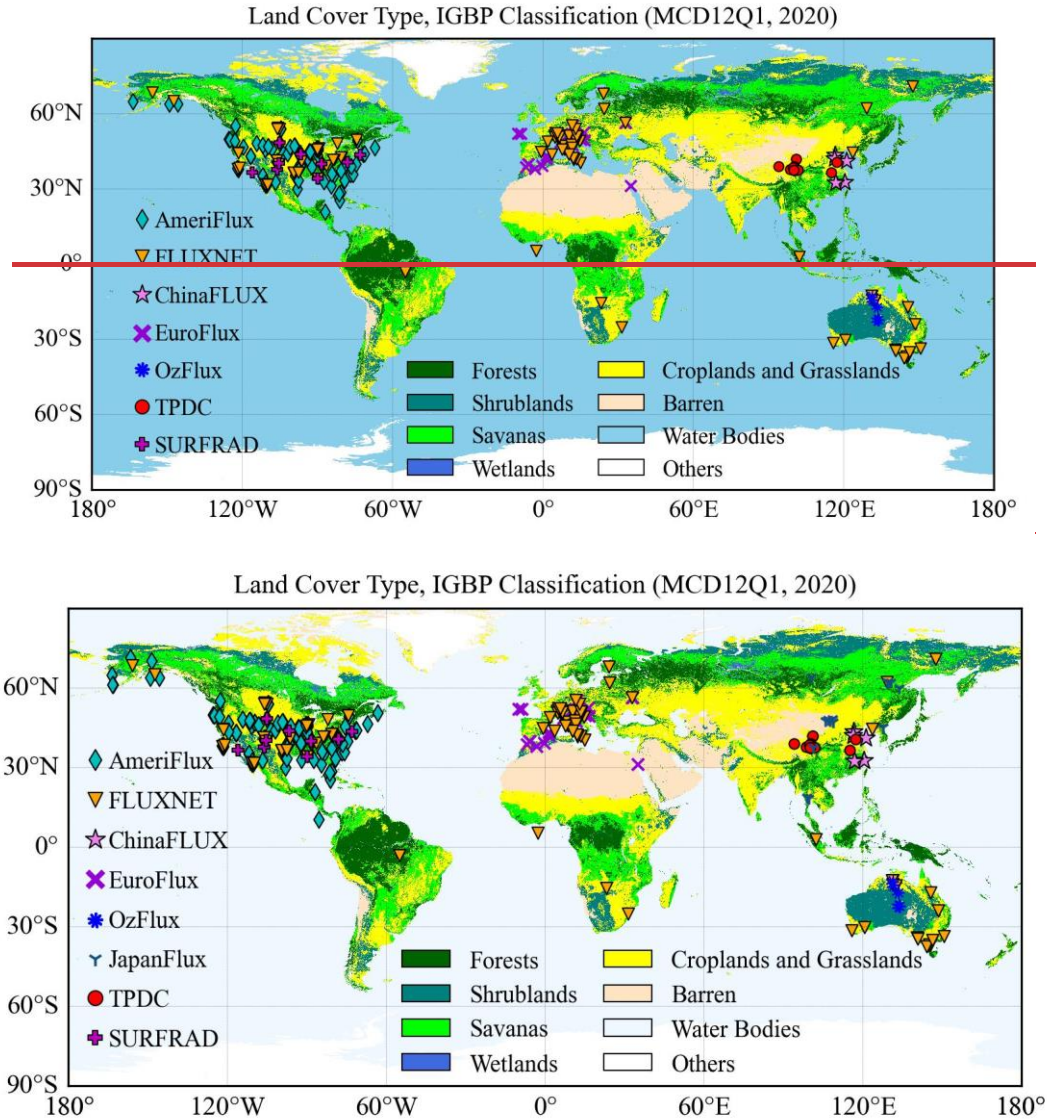 Land Cover Type, IGBP Classification (MCD12Q1, 2020)
60°N
30°N
AmeriFlux
FLUXNET
0°
ChinaFLUX
EuroFlux
30°S
OzFlux
Forests
Croplands and Grasslands
60°S
TPDC
Shrublands
Barren
SURFRAD
Savanas
Water Bodies
Wetlands
Others
90°S
180°
120°W
60°W
0°
60°E
120°E
180°
Land Cover Type, IGBP Classification (MCD12Q1, 2020)
60°N
30°N
AmeriFlux
FLUXNET
0°
ChinaFLUX
EuroFlux
30°S
OzFlux
JapanFlux
Forests
Croplands and Grasslands
TPDC
Shrublands
Barren
60°S
SURFRAD
Savanas
Water Bodies
Wetlands
Others
90°S
180°
120°W
60°W
0°
60°E
120°E
180°